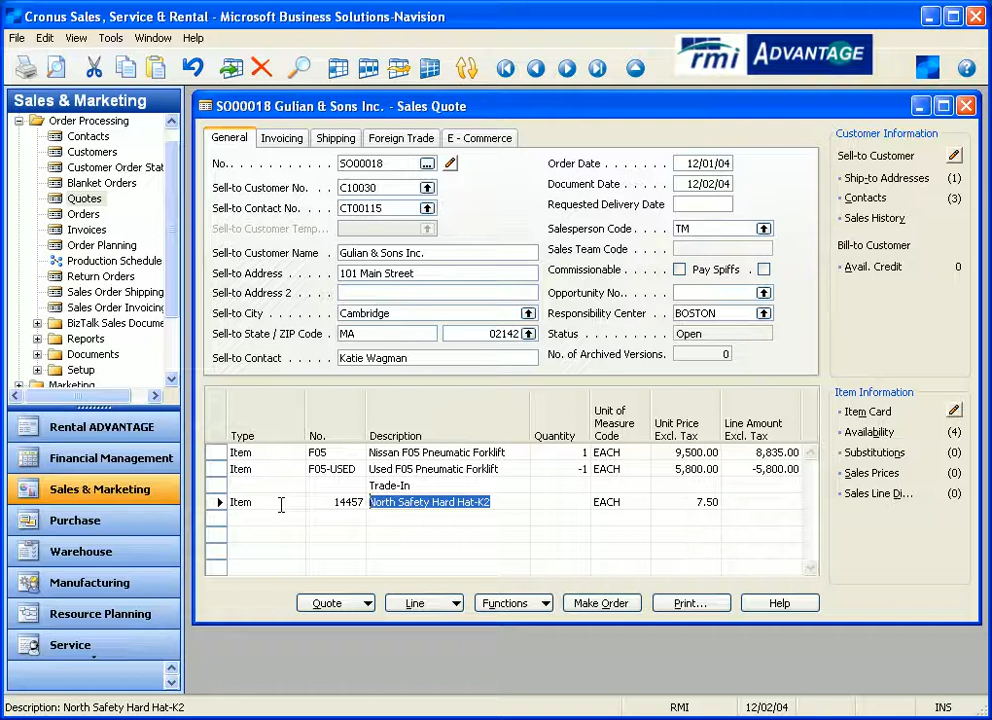 Cronus Sales, Service & Rental - Microsoft Business Solutions-Navision
File Edit View Tools Window Help
rmi ADVANTAGE
Sales & Marketing
Order Processing
Contacts
Customers
Customer Order Stat
Blanket Orders
Quotes
Orders
Invoices
Order Planning
Production Schedule
Return Orders
Sales Order Shipping
Sales Order Invoicing
BizTalk Sales Docume
Reports
Documents
Setup
Marketing
Rental ADVANTAGE
Financial Management
Sales & Marketing
Purchase
Warehouse
Manufacturing
Resource Planning
Service
SO00018 Gulian & Sons Inc. - Sales Quote
General Invoicing Shipping Foreign Trade E - Commerce
No. . . . . . . . . . . SO00018
Sell-to Customer No. . . C10030
Sell-to Contact No. . . . CT00115
Sell-to Customer Temp...
Sell-to Customer Name . Gulian & Sons Inc.
Sell-to Address . . . . . 101 Main Street
Sell-to Address 2 . . . .
Sell-to City . . . . . . . Cambridge
Sell-to State / ZIP Code . MA 02142
Sell-to Contact . . . . . Katie Wagman
Order Date . . . . . . 12/01/04
Document Date . . . . . 12/02/04
Requested Delivery Date
Salesperson Code . . . . TM
Sales Team Code . . . .
Commissionable . Pay Spiffs .
Opportunity No. . . . . .
Responsibility Center . . BOSTON
Status . . . . . . . . Open
No. of Archived Versions. 0
Type No. Description Quantity Unit of Measure Code Unit Price Excl. Tax Line Amount Excl. Tax
Item F05 Nissan F05 Pneumatic Forklift 1 EACH 9,500.00 8,835.00
Item F05-USED Used F05 Pneumatic Forklift -1 EACH 5,800.00 -5,800.00
Trade-In
Item 14457 North Safety Hard Hat-K2 EACH 7.50
Quote Line Functions Make Order Print... Help
Customer Information
Sell-to Customer
Ship-to Addresses (1)
Contacts (3)
Sales History
Bill-to Customer
Avail. Credit 0
Item Information
Item Card
Availability (4)
Substitutions (0)
Sales Prices (0)
Sales Line Di... (0)
Description: North Safety Hard Hat-K2 RMI 12/02/04 INS